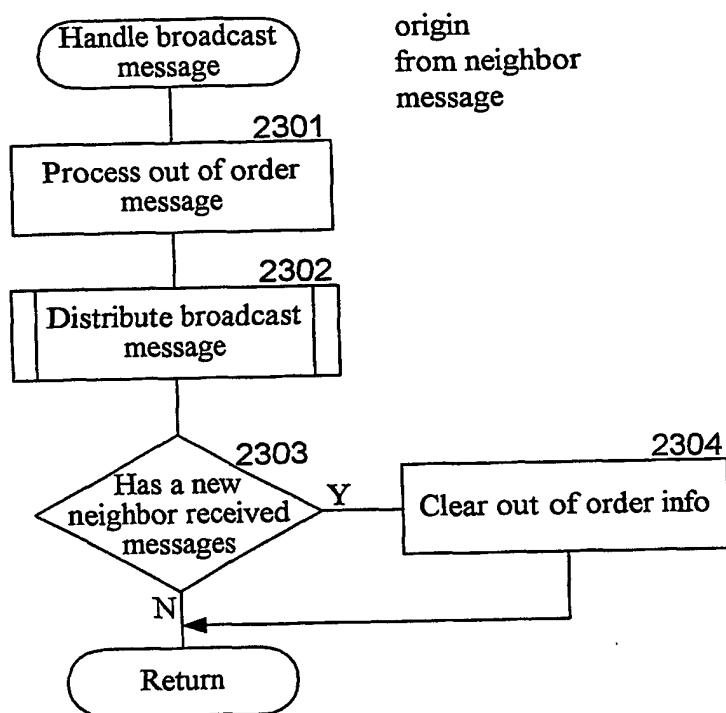 Handle broadcast
message
origin
from neighbor
message
2301
Process out of order
message
2302
Distribute broadcast
message
2303
Has a new
neighbor received
messages
Y
2304
Clear out of order info
N
Return